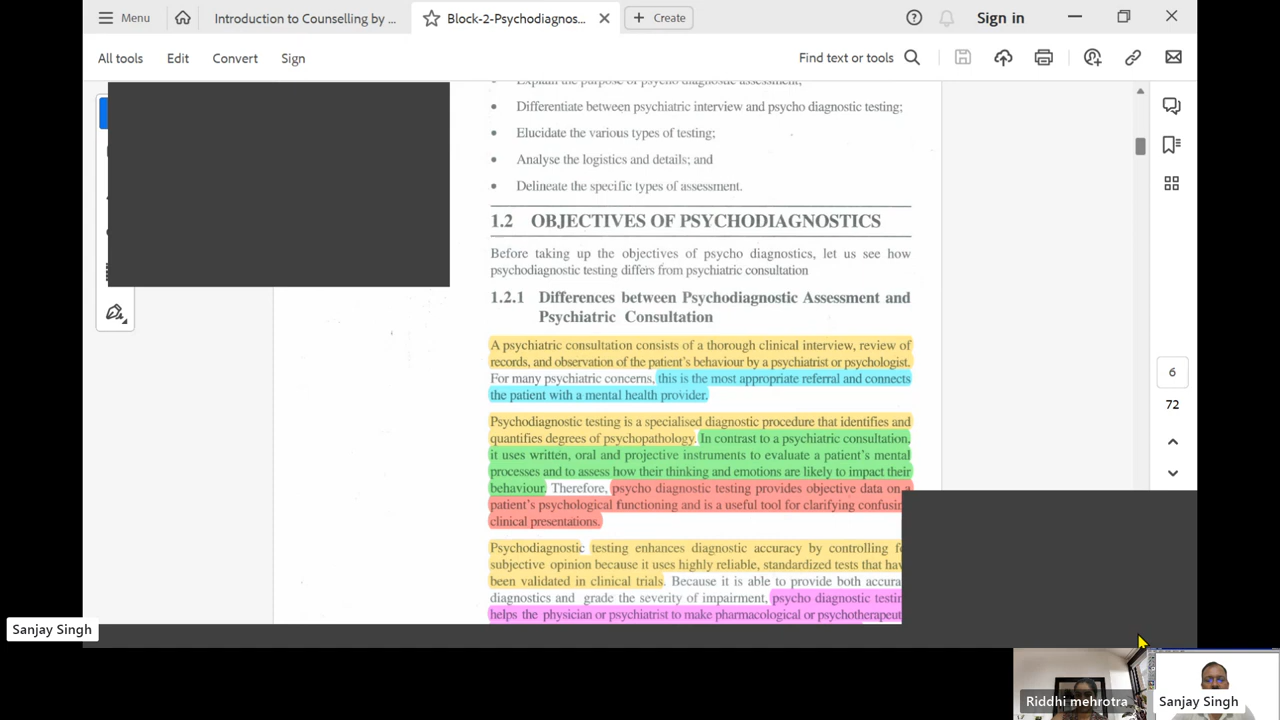 Menu
Introduction to Counselling by ...
Block-2-Psychodiagnos...
Create
Sign in
All tools
Edit
Convert
Sign
Find text or tools
Explain the purpose of psycho diagnostic assessment;
• Differentiate between psychiatric interview and psycho diagnostic testing;
• Elucidate the various types of testing;
• Analyse the logistics and details; and
• Delineate the specific types of assessment.
1.2 OBJECTIVES OF PSYCHODIAGNOSTICS
Before taking up the objectives of psycho diagnostics, let us see how
psychodiagnostic testing differs from psychiatric consultation
1.2.1 Differences between Psychodiagnostic Assessment and
Psychiatric Consultation
A psychiatric consultation consists of a thorough clinical interview, review of
records, and observation of the patient's behaviour by a psychiatrist or psychologist.
For many psychiatric concerns, this is the most appropriate referral and connects
the patient with a mental health provider.
Psychodiagnostic testing is a specialised diagnostic procedure that identifies and
quantifies degrees of psychopathology. In contrast to a psychiatric consultation,
it uses written, oral and projective instruments to evaluate a patient's mental
processes and to assess how their thinking and emotions are likely to impact their
behaviour. Therefore, psycho diagnostic testing provides objective data on a
patient's psychological functioning and is a useful tool for clarifying
clinical presentations.
Psychodiagnostic testing enhances diagnostic accuracy by controlling
subjective opinion because it uses highly reliable, standardized tests that
been validated in clinical trials. Because it is able to provide both
diagnostics and grade the severity of impairment, psycho diagnostic
helps the physician or psychiatrist to make pharmacological or
6
72
Sanjay Singh
Riddhi mehrotra
Sanjay Singh